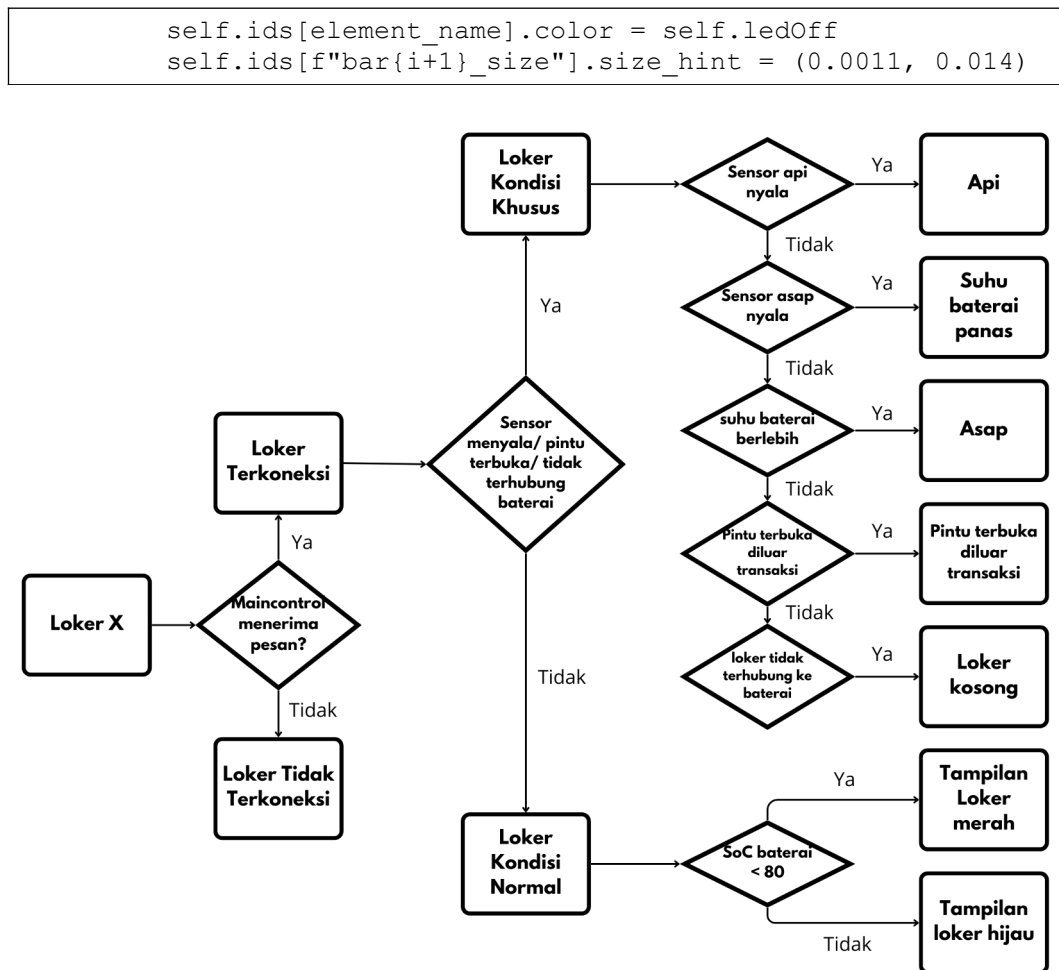 self.ids[element_name].color = self.ledOff
self.ids[f"bar{i+1}_size"].size_hint = (0.0011, 0.014)
Loker
Kondisi
Khusus
Sensor api
nyala
Ya
Api
Tidak
Sensor asap
nyala
Ya
Suhu
baterai
panas
Ya
Tidak
suhu baterai
berlebih
Ya
Asap
Loker
Terkoneksi
Sensor
menyala/ pintu
terbuka/ tidak
terhubung
baterai
Tidak
Pintu terbuka
diluar
transaksi
Ya
Pintu terbuka
diluar
transaksi
Ya
Loker X
Maincontrol
menerima
pesan?
Tidak
loker tidak
terhubung ke
baterai
Ya
Loker
kosong
Tidak
Tidak
Loker Tidak
Terkoneksi
Loker
Kondisi
Normal
SoC baterai
< 80
Ya
Tampilan
Loker
merah
Tidak
Tampilan
loker hijau